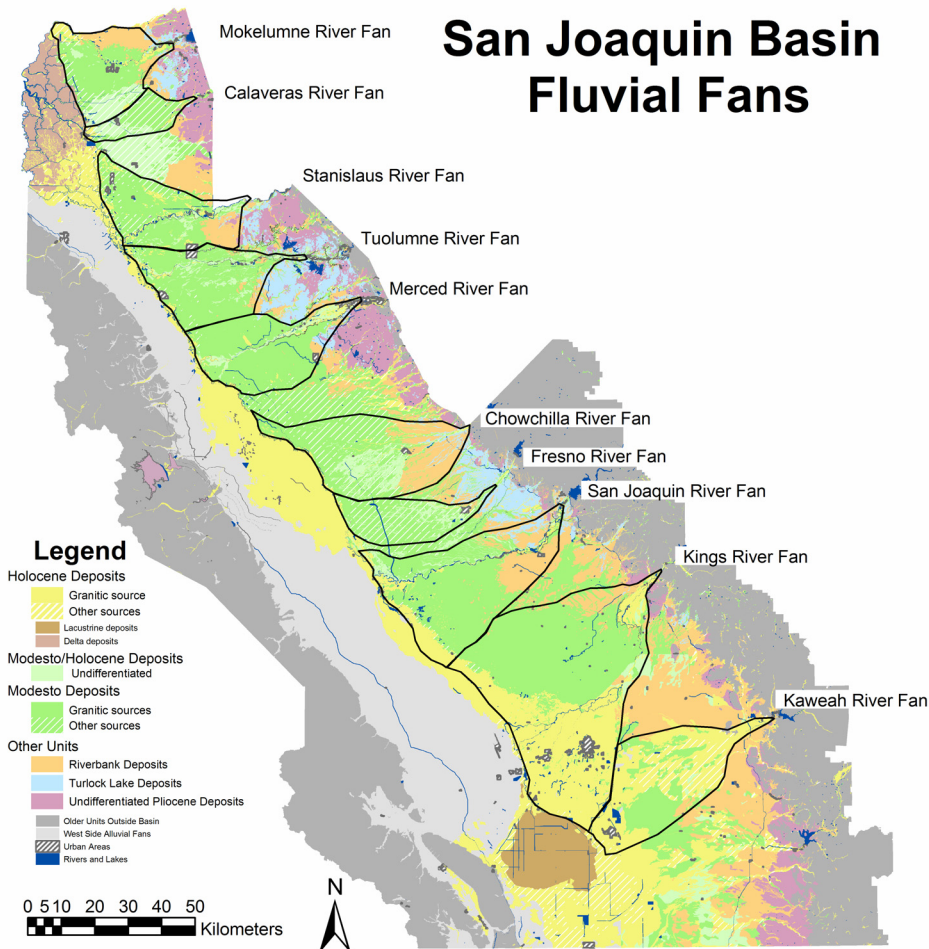 San Joaquin Basin
Fluvial Fans
Mokelumne River Fan
Calaveras River Fan
Stanislaus River Fan
Tuolumne River Fan
Merced River Fan
Chowchilla River Fan
Fresno River Fan
San Joaquin River Fan
Kings River Fan
Kaweah River Fan
Legend
Holocene Deposits
Granitic source
Other sources
Lacustrine deposits
Delta deposits
Modesto/Holocene Deposits
Undifferentiated
Modesto Deposits
Granitic sources
Other sources
Other Units
Riverbank Deposits
Turlock Lake Deposits
Undifferentiated Pliocene Deposits
Older Units Outside Basin
West Side Alluvial Fans
Urban Areas
Rivers and Lakes
0 5 10 20 30 40 50
Kilometers
N